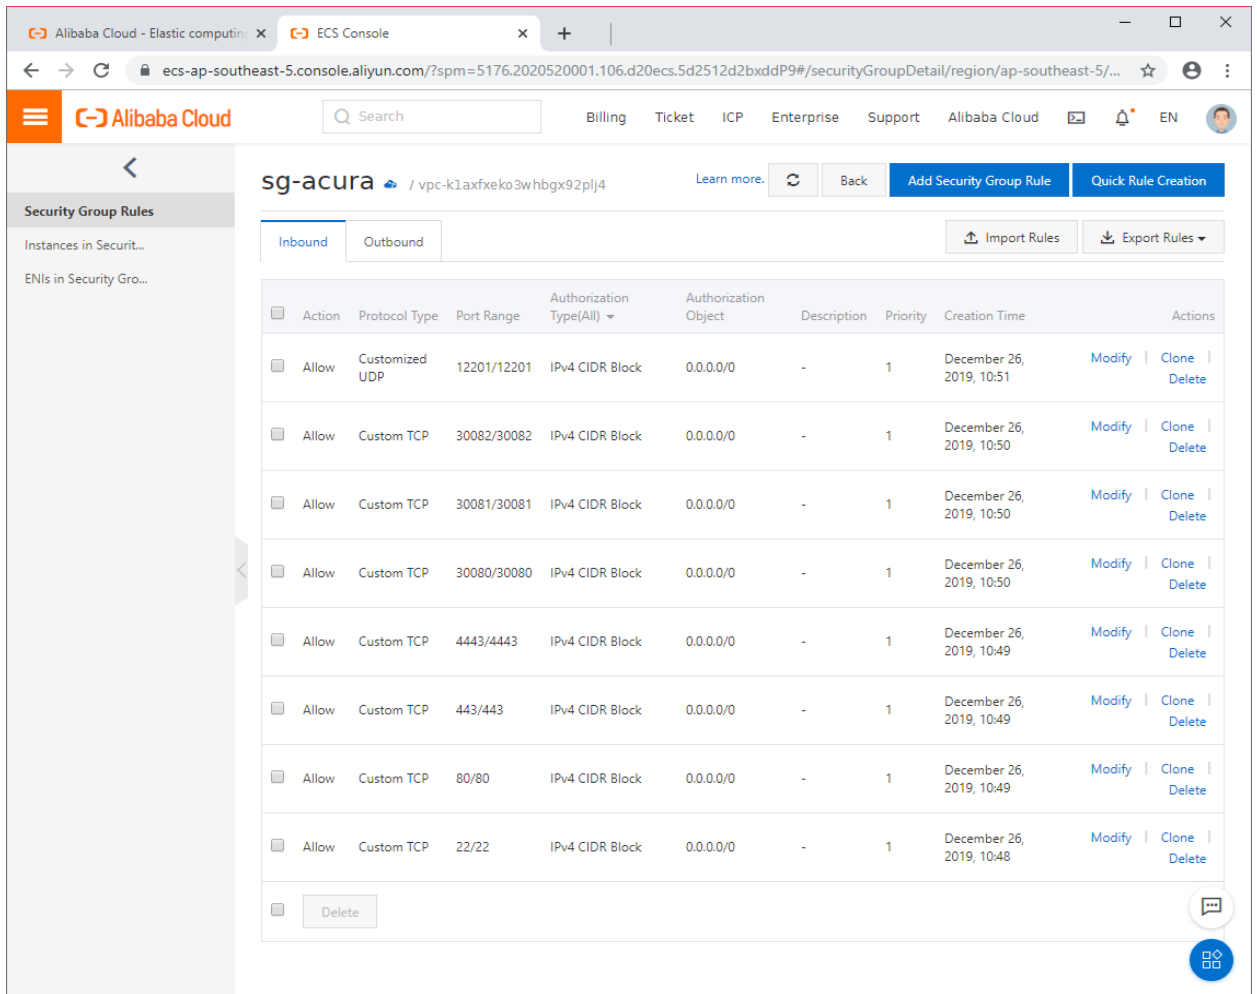 Alibaba Cloud - Elastic computin
ECS Console
ecs-ap-southeast-5.console.aliyun.com/?spm=5176.2020520001.106.d20ecs.5d2512d2bxddP9#/securityGroupDetail/region/ap-southeast-5/...
Alibaba Cloud
Search
Billing Ticket ICP Enterprise Support Alibaba Cloud EN
sg-acura / vpc-k1axfxeko3whbgx92plj4
Learn more. Back Add Security Group Rule Quick Rule Creation
Security Group Rules
Instances in Securit...
ENIs in Security Gro...
Inbound Outbound
Import Rules Export Rules
Action Protocol Type Port Range Authorization Type(All) Authorization Object Description Priority Creation Time Actions
Allow Customized UDP 12201/12201 IPv4 CIDR Block 0.0.0.0/0 - 1 December 26, 2019, 10:51 Modify Clone Delete
Allow Custom TCP 30082/30082 IPv4 CIDR Block 0.0.0.0/0 - 1 December 26, 2019, 10:50 Modify Clone Delete
Allow Custom TCP 30081/30081 IPv4 CIDR Block 0.0.0.0/0 - 1 December 26, 2019, 10:50 Modify Clone Delete
Allow Custom TCP 30080/30080 IPv4 CIDR Block 0.0.0.0/0 - 1 December 26, 2019, 10:50 Modify Clone Delete
Allow Custom TCP 4443/4443 IPv4 CIDR Block 0.0.0.0/0 - 1 December 26, 2019, 10:49 Modify Clone Delete
Allow Custom TCP 443/443 IPv4 CIDR Block 0.0.0.0/0 - 1 December 26, 2019, 10:49 Modify Clone Delete
Allow Custom TCP 80/80 IPv4 CIDR Block 0.0.0.0/0 - 1 December 26, 2019, 10:49 Modify Clone Delete
Allow Custom TCP 22/22 IPv4 CIDR Block 0.0.0.0/0 - 1 December 26, 2019, 10:48 Modify Clone Delete
Delete